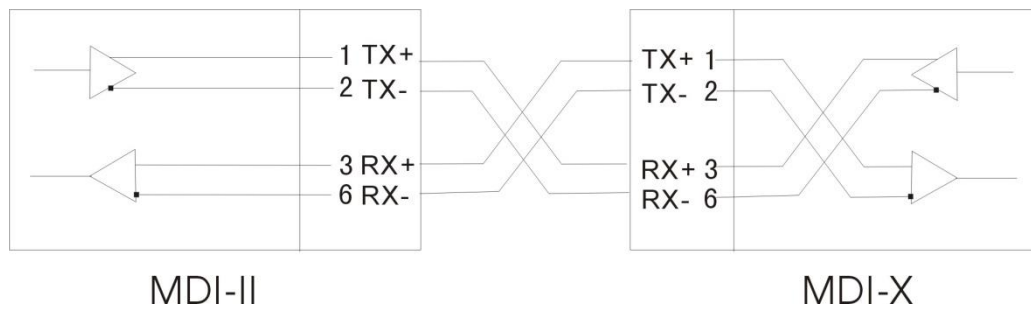 1 TX+
2 TX-
3 RX+
6 RX-
TX+ 1
TX- 2
RX+ 3
RX- 6
MDI-II
MDI-X